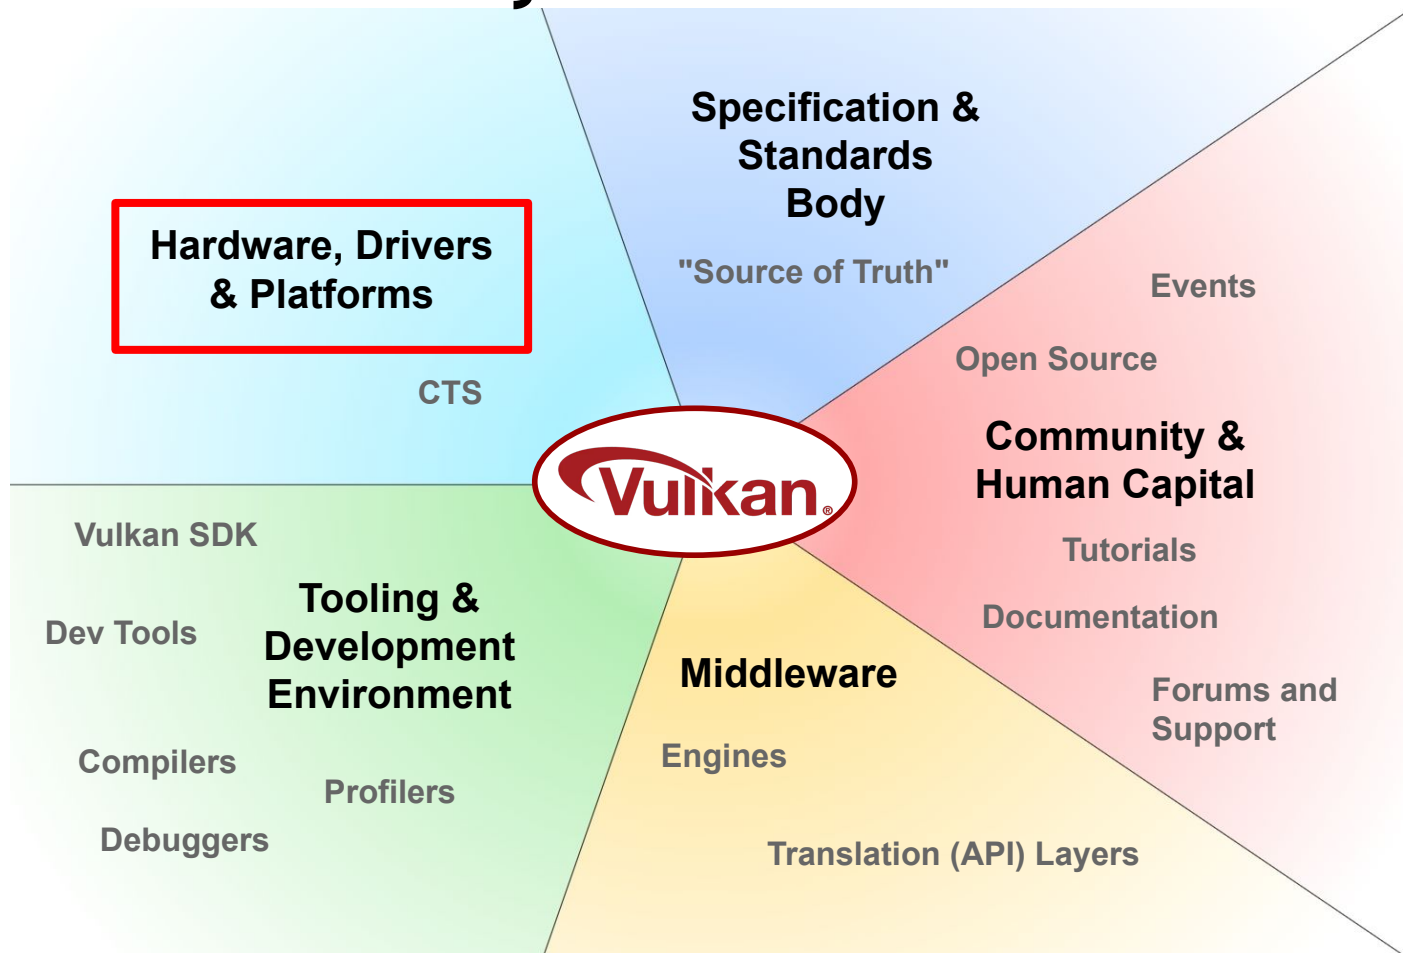 Specification &
Standards
Body
"Source of Truth"
Hardware, Drivers
& Platforms
CTS
Events
Open Source
Community &
Human Capital
Tutorials
Documentation
Forums and
Support
Vulkan®
Vulkan SDK
Tooling &
Development
Environment
Dev Tools
Compilers
Profilers
Debuggers
Middleware
Engines
Translation (API) Layers